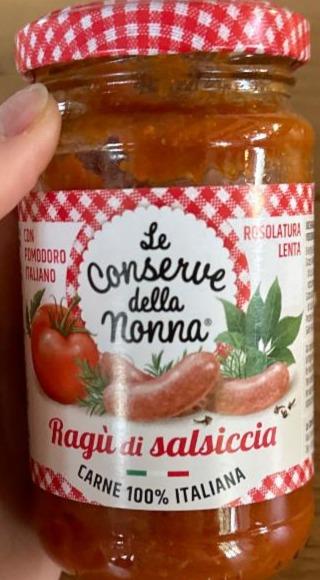 Le
Conserve
della
Nonna®
CON
POMODORO
ITALIANO
ROSOLATURA
LENTA
Ragù di salsiccia
CARNE 100% ITALIANA